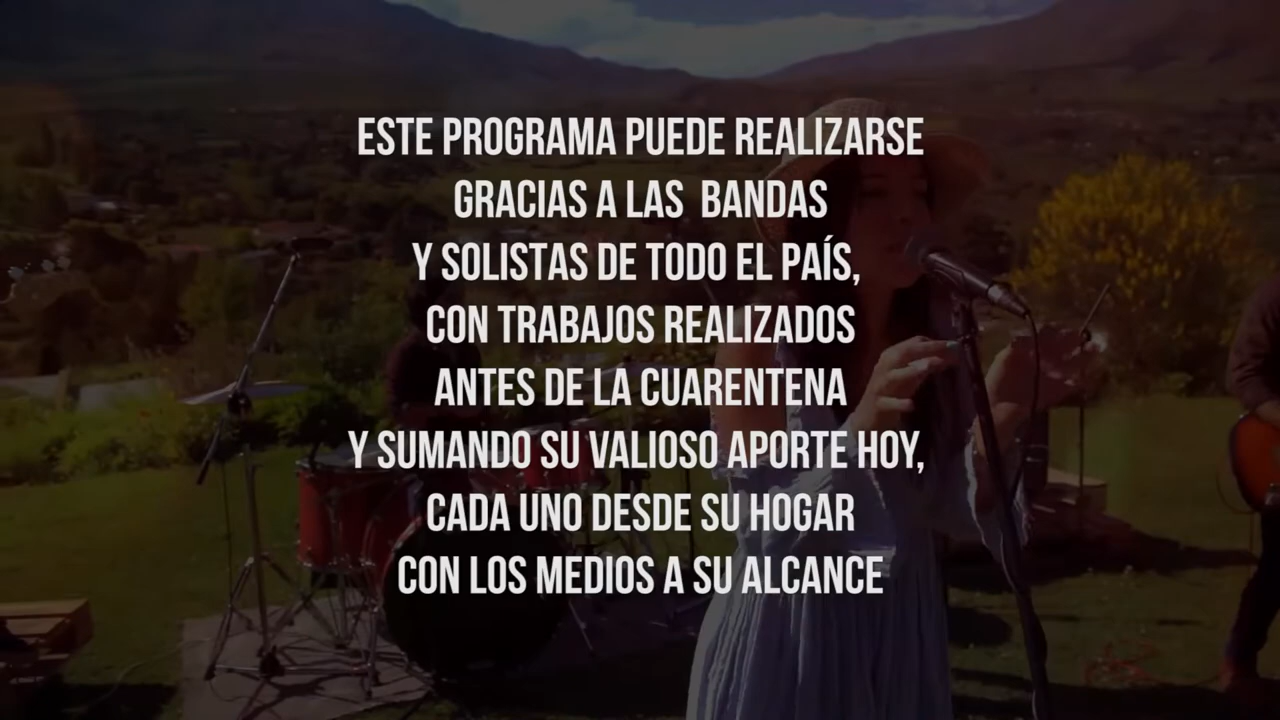 ESTE PROGRAMA PUEDE REALIZARSE
GRACIAS A LAS  BANDAS
Y SOLISTAS DE TODO EL PAÍS,
CON TRABAJOS REALIZADOS
ANTES DE LA CUARENTENA
Y SUMANDO SU VALIOSO APORTE HOY,
CADA UNO DESDE SU HOGAR
CON LOS MEDIOS A SU ALCANCE